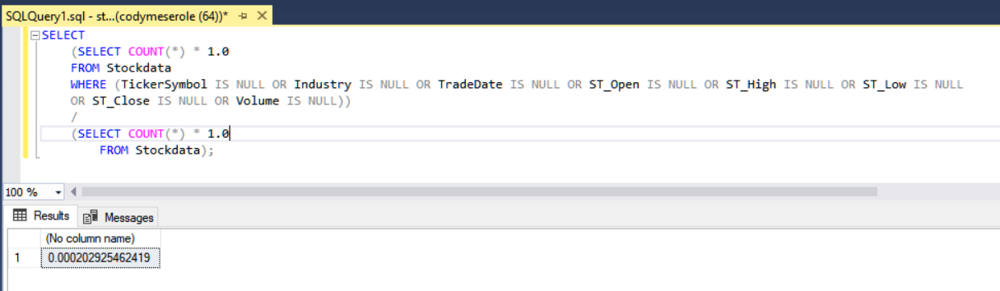 SQLQuery1.sql - st...(codymeserole (64))*
SELECT
(SELECT COUNT(*) * 1.0
FROM Stockdata
WHERE (TickerSymbol IS NULL OR Industry IS NULL OR TradeDate IS NULL OR ST_Open IS NULL OR ST_High IS NULL OR ST_Low IS NULL
OR ST_Close IS NULL OR Volume IS NULL))
/
(SELECT COUNT(*) * 1.0
FROM Stockdata);
100 %
Results Messages
(No column name)
1 0.000202925462419